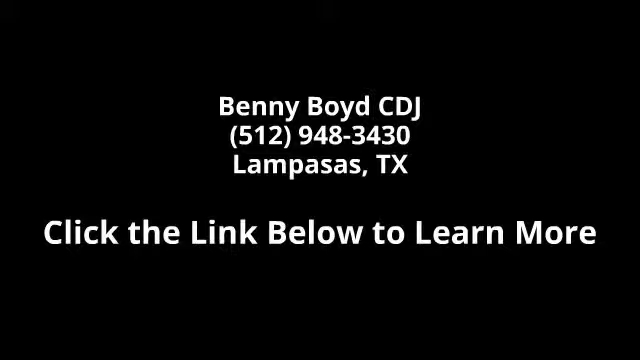 Benny Boyd CDJ
(512) 948-3430
Lampasas, TX
Click the Link Below to Learn More